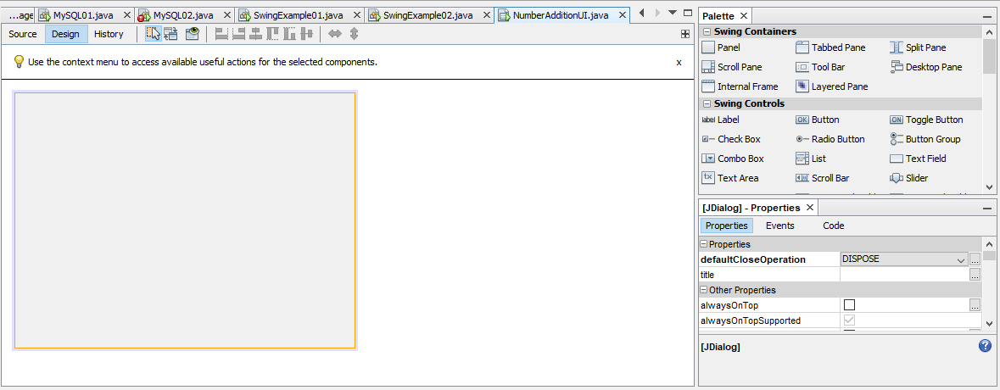 ...age MySQL01.java MySQL02.java SwingExample01.java SwingExample02.java NumberAdditionUI.java
Source Design History
Use the context menu to access available useful actions for the selected components. x
Palette
Swing Containers
Panel Tabbed Pane Split Pane
Scroll Pane Tool Bar Desktop Pane
Internal Frame Layered Pane
Swing Controls
label Label OK Button ON Toggle Button
Check Box Radio Button Button Group
Combo Box List Text Field
tx Text Area Scroll Bar Slider
[JDialog] - Properties
Properties Events Code
Properties
defaultCloseOperation DISPOSE ...
title ...
Other Properties
alwaysOnTop ...
alwaysOnTopSupported
[JDialog] ?